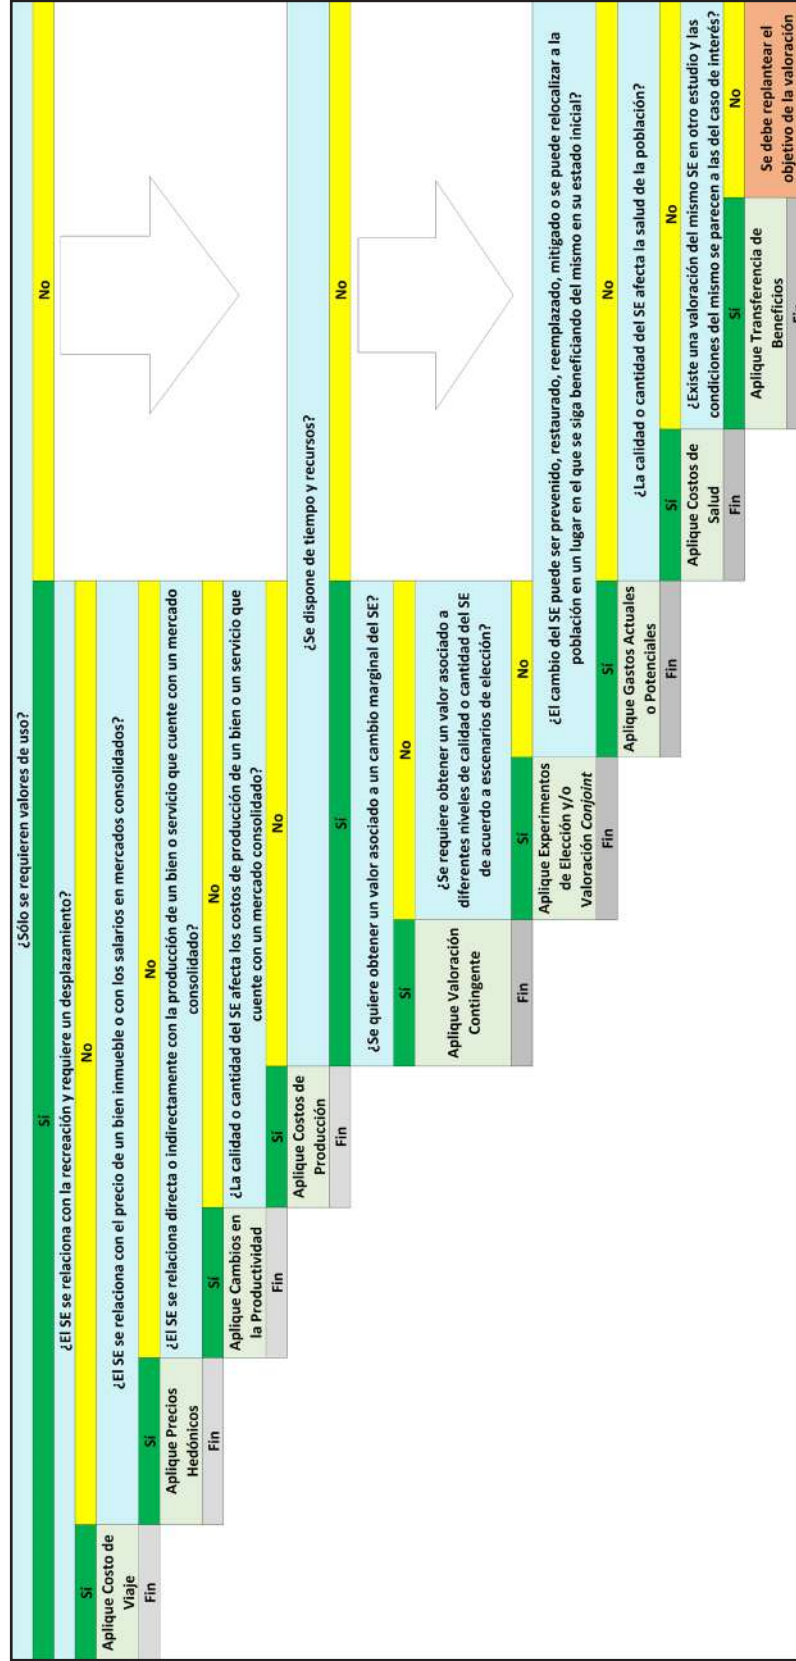 ¿Sólo se requieren valores de uso?
Sí
No
¿El SE se relaciona con la recreación y requiere un desplazamiento?
Sí
No
Aplique Costo de
Viaje
¿El SE se relaciona con el precio de un bien inmueble o con los salarios en mercados consolidados?
Fin
Sí
No
Aplique Precios
Hedónicos
¿El SE se relaciona directa o indirectamente con la producción de un bien o servicio que cuente con un mercado
consolidado?
Fin
Sí
No
Aplique Cambios en
la Productividad
¿La calidad o cantidad del SE afecta los costos de producción de un bien o un servicio que
cuente con un mercado consolidado?
Fin
Sí
No
Aplique Costos de
Producción
¿Se dispone de tiempo y recursos?
Fin
Sí
No
¿Se quiere obtener un valor asociado a un cambio marginal del SE?
Sí
No
Aplique Valoración
Contingente
¿Se requiere obtener un valor asociado a
diferentes niveles de calidad o cantidad del SE
de acuerdo a escenarios de elección?
Fin
Sí
No
Aplique Experimentos
de Elección y/o
Valoración Conjoint
¿El cambio del SE puede ser prevenido, restaurado, reemplazado, mitigado o se puede relocalizar a la
población en un lugar en el que se siga beneficiando del mismo en su estado inicial?
Fin
Sí
No
Aplique Gastos Actuales
o Potenciales
¿La calidad o cantidad del SE afecta la salud de la población?
Fin
Sí
No
Aplique Costos de
Salud
¿Existe una valoración del mismo SE en otro estudio y las
condiciones del mismo se parecen a las del caso de interés?
Fin
Sí
No
Aplique Transferencia de
Beneficios
Se debe replantear el
objetivo de la valoración